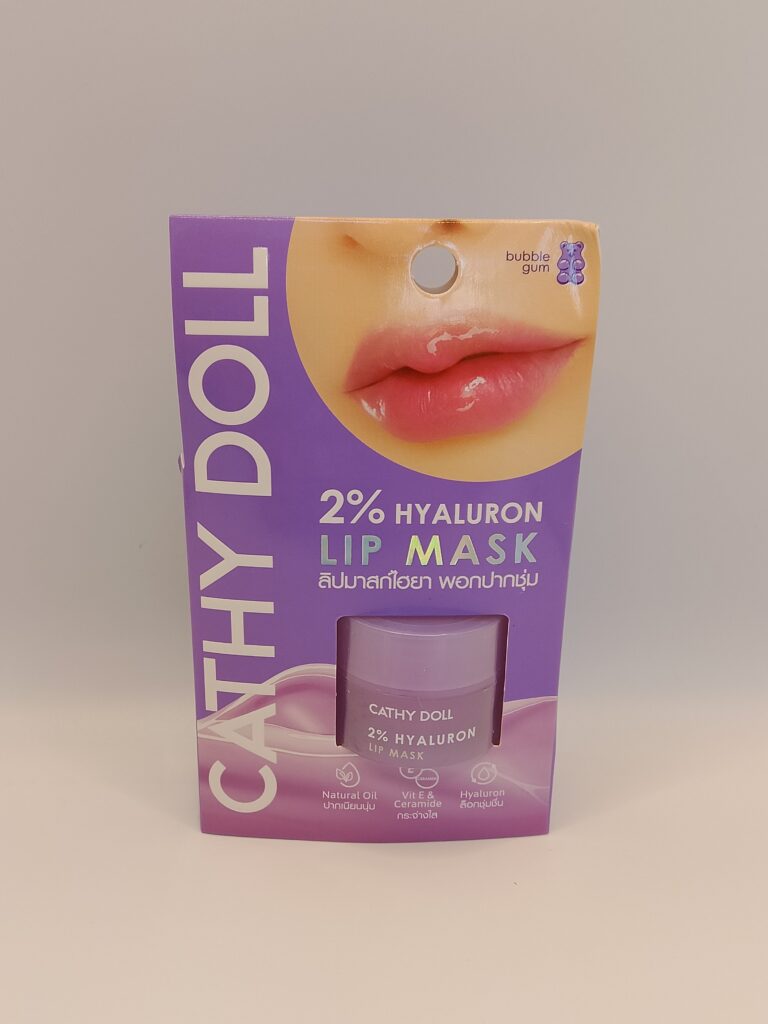 CATHY DOLL
bubble
gum
2% HYALURON
LIP MASK
ลิปมาสก์ไฮยา พอกปากชุ่ม
CATHY DOLL
2% HYALURON
LIP MASK
E
CERAMIDE
Natural Oil
ปากเนียนนุ่ม
Vit E &
Ceramide
กระจ่างใส
Hyaluron
ล็อกชุ่มชื้น